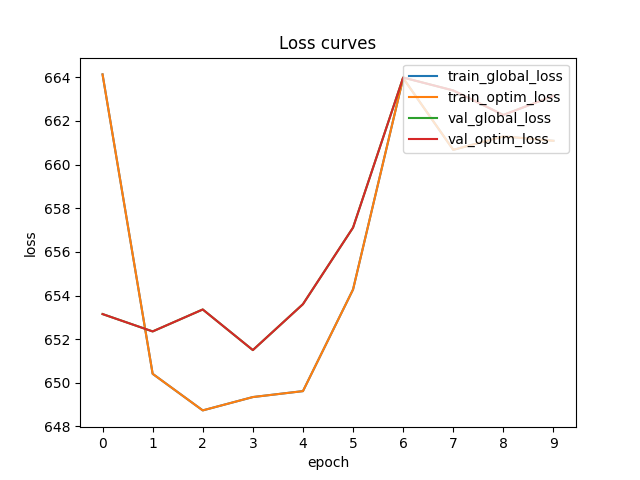 Loss curves
664
662
660
658
656
654
652
650
648
loss
train_global_loss
train_optim_loss
val_global_loss
val_optim_loss
0 1 2 3 4 5 6 7 8 9
epoch